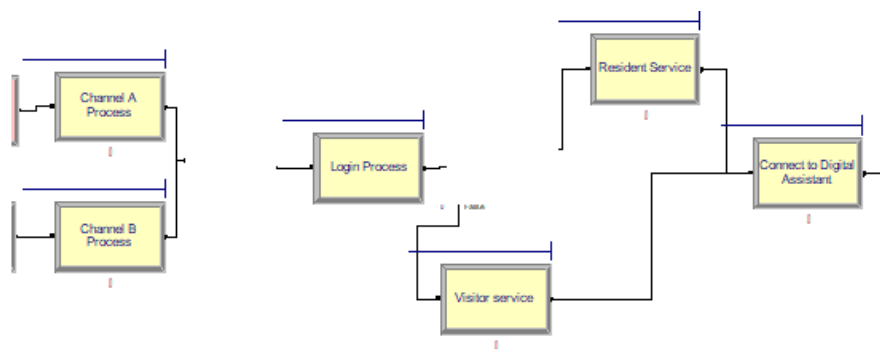 Channel A
Process
Channel B
Process
Login Process
Resident Service
Visitor service
Connect to Digital
Assistant